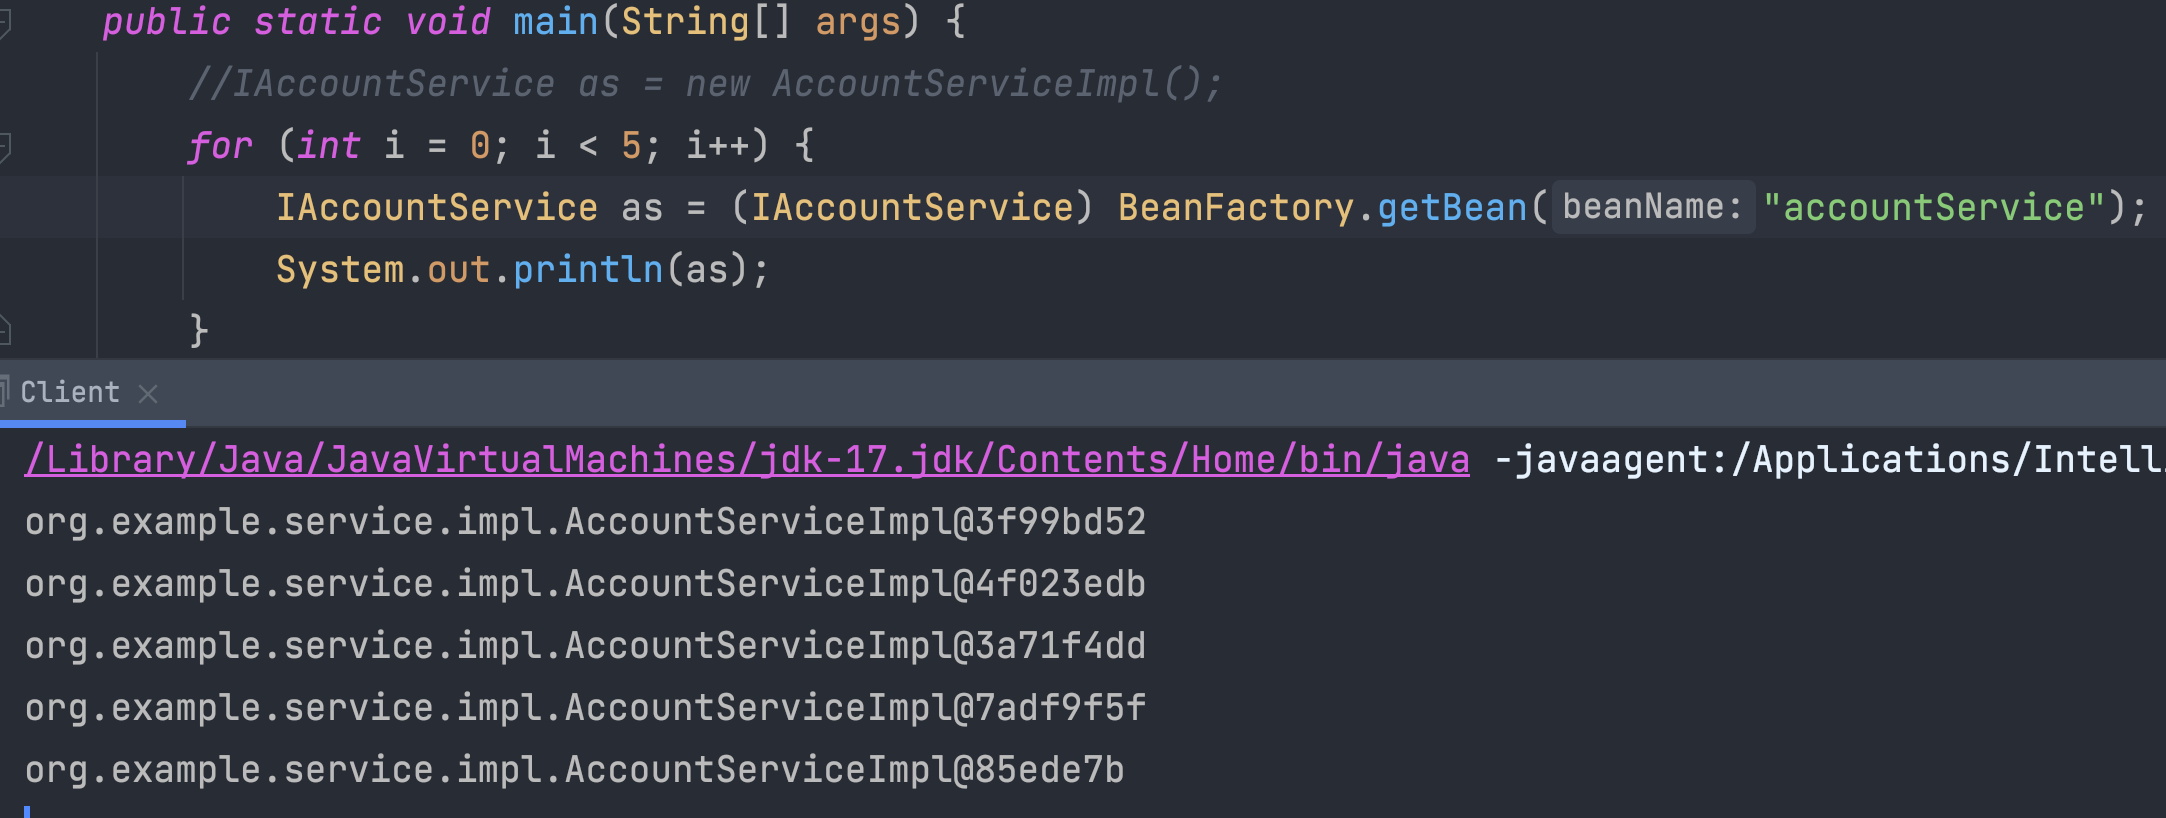 public static void main(String[] args) {
//IAccountService as = new AccountServiceImpl();
for (int i = 0; i < 5; i++) {
IAccountService as = (IAccountService) BeanFactory.getBean( beanName: "accountService");
System.out.println(as);
}
Client
/Library/Java/JavaVirtualMachines/jdk-17.jdk/Contents/Home/bin/java -javaagent:/Applications/Intell
org.example.service.impl.AccountServiceImpl@3f99bd52
org.example.service.impl.AccountServiceImpl@4f023edb
org.example.service.impl.AccountServiceImpl@3a71f4dd
org.example.service.impl.AccountServiceImpl@7adf9f5f
org.example.service.impl.AccountServiceImpl@85ede7b